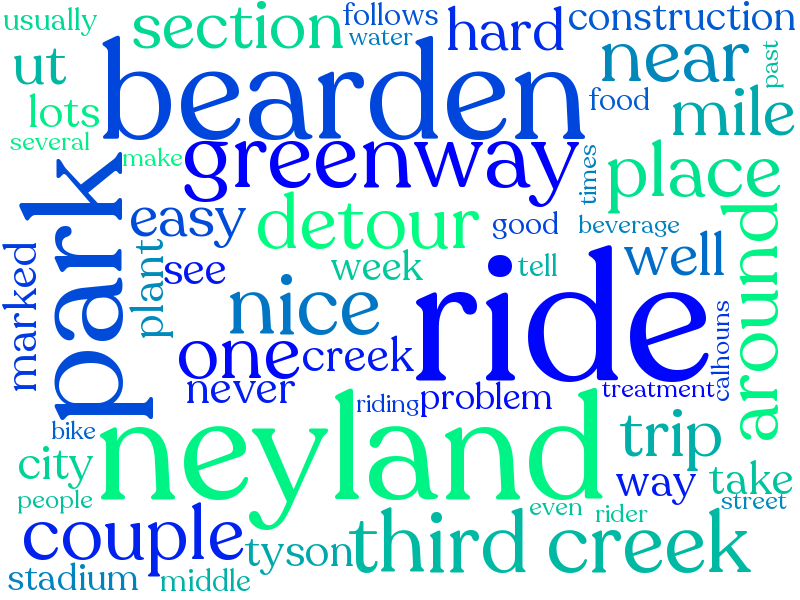 usually
section
follows
water
hard
construction
ut
bearden
near
past
lots
food
mile
several
make
greenway
times
place
park
easy
detour
good
beverage
around
marked
plant
see
week
tell
well
nice
ride
one
creek
calhouns
never
riding
problem
treatment
bike
neyland
trip
city
way
take
people
street
couple
even
rider
tyson
third creek
stadium
middle